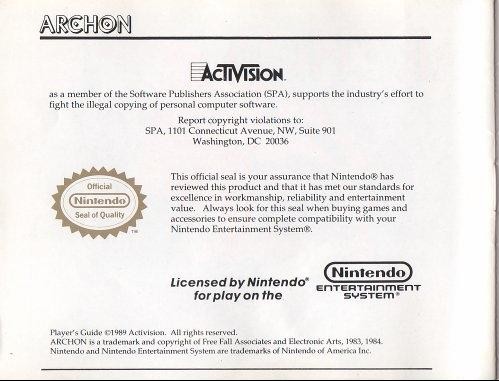 ARCHON
ACTIVISION.
as a member of the Software Publishers Association (SPA), supports the industry's effort to
fight the illegal copying of personal computer software.
Report copyright violations to:
SPA, 1101 Connecticut Avenue, NW, Suite 901
Washington, DC 20036
Official
Nintendo
Seal of Quality
TM
This official seal is your assurance that Nintendo® has
reviewed this product and that it has met our standards for
excellence in workmanship, reliability and entertainment
value. Always look for this seal when buying games and
accessories to ensure complete compatibility with your
Nintendo Entertainment System®.
Licensed by Nintendo®
for play on the
Nintendo
ENTERTAINMENT
SYSTEM®
Player's Guide ©1989 Activision. All rights reserved.
ARCHON is a trademark and copyright of Free Fall Associates and Electronic Arts, 1983, 1984.
Nintendo and Nintendo Entertainment System are trademarks of Nintendo of America Inc.